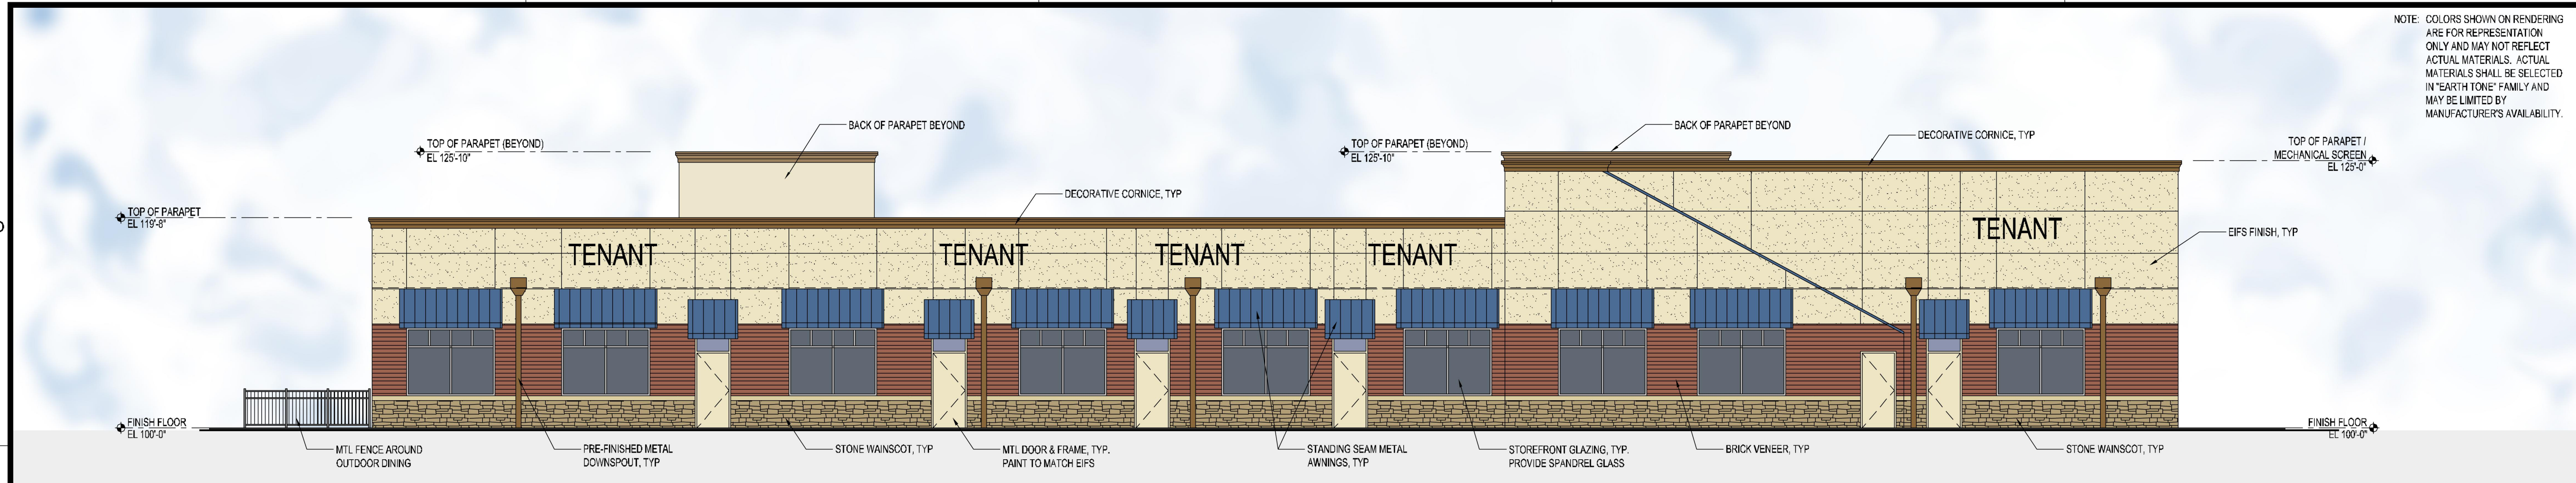 NOTE: COLORS SHOWN ON RENDERING
ARE FOR REPRESENTATION
ONLY AND MAY NOT REFLECT
ACTUAL MATERIALS. ACTUAL
MATERIALS SHALL BE SELECTED
IN "EARTH TONE" FAMILY AND
MAY BE LIMITED BY
MANUFACTURER'S AVAILABILITY.
BACK OF PARAPET BEYOND
BACK OF PARAPET BEYOND
DECORATIVE CORNICE, TYP
TOP OF PARAPET (BEYOND)
EL 125'-10"
TOP OF PARAPET (BEYOND)
EL 125'-10"
TOP OF PARAPET /
MECHANICAL SCREEN
EL 125'-0"
DECORATIVE CORNICE, TYP
TOP OF PARAPET
EL 119'-8"
TENANT
TENANT
TENANT
TENANT
TENANT
EIFS FINISH, TYP
FINISH FLOOR
EL 100'-0"
FINISH FLOOR
EL 100'-0"
MTL FENCE AROUND
OUTDOOR DINING
PRE-FINISHED METAL
DOWNSPOUT, TYP
STONE WAINSCOT, TYP
MTL DOOR & FRAME, TYP.
PAINT TO MATCH EIFS
STANDING SEAM METAL
AWNINGS, TYP
STOREFRONT GLAZING, TYP.
PROVIDE SPANDREL GLASS
BRICK VENEER, TYP
STONE WAINSCOT, TYP